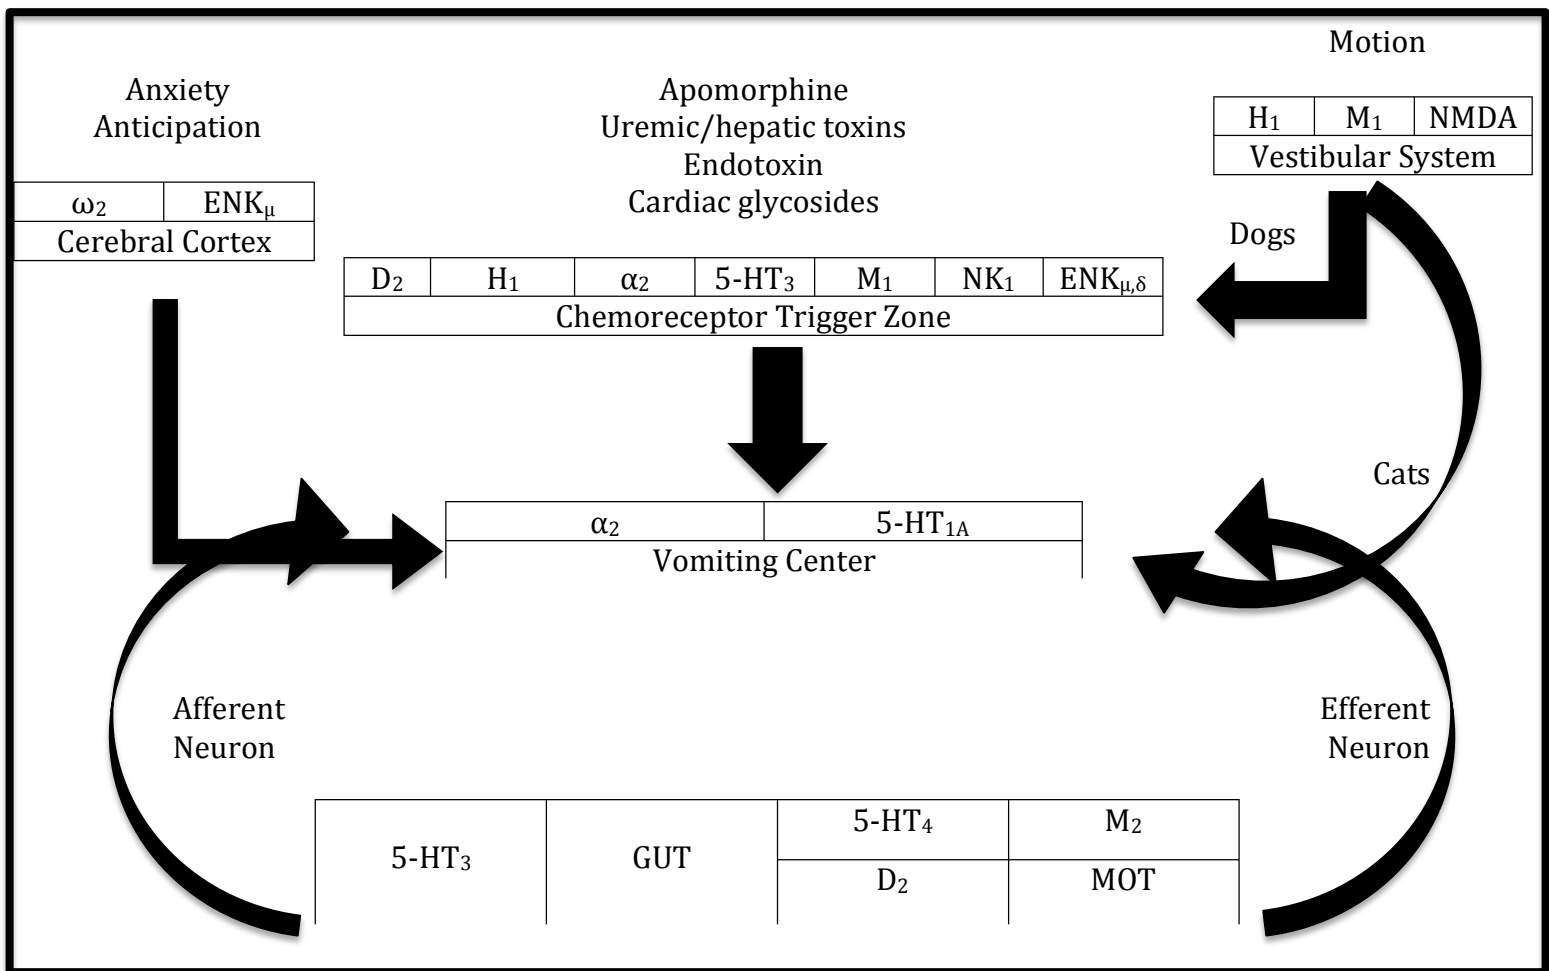 Motion
Anxiety
Anticipation
Apomorphine
Uremic/hepatic toxins
Endotoxin
Cardiac glycosides
H₁ M₁ NMDA
Vestibular System
ω₂ ENKμ
Cerebral Cortex
Dogs
D₂ H₁ α₂ 5-HT₃ M₁ NK₁ ENKμ,δ
Chemoreceptor Trigger Zone
Cats
α₂ 5-HT₁A
Vomiting Center
Afferent
Neuron
Efferent
Neuron
5-HT₃ GUT
5-HT₄ M₂
D₂ MOT